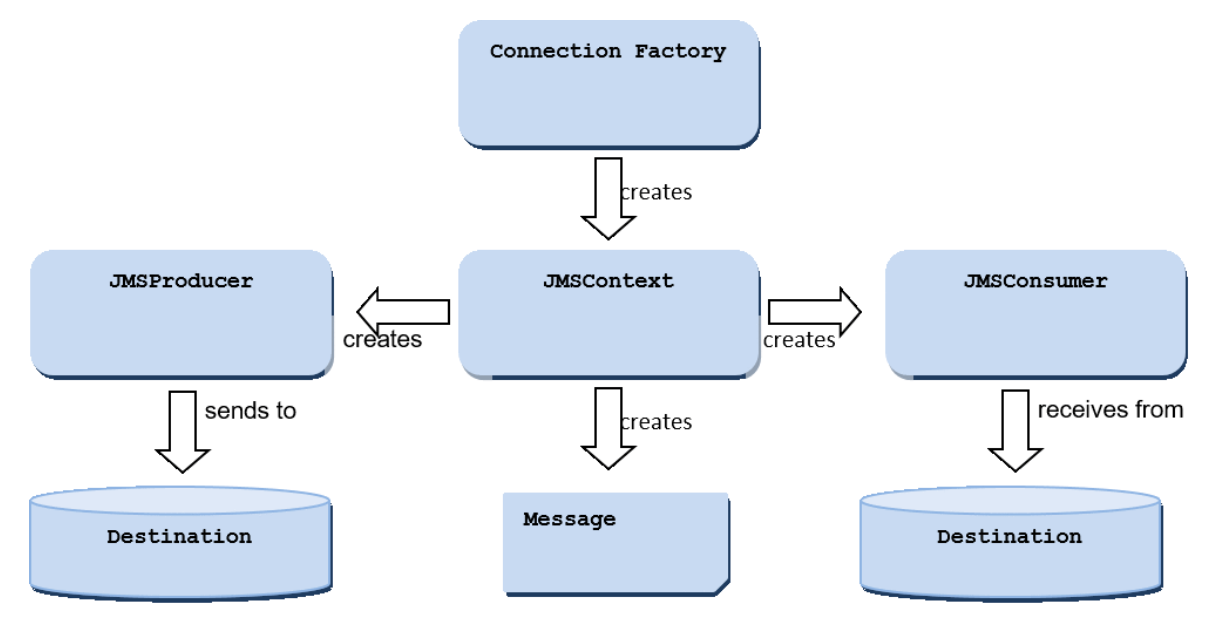 Connection Factory
creates
JMSProducer
JMSContext
JMSConsumer
creates
creates
sends to
creates
receives from
Destination
Message
Destination